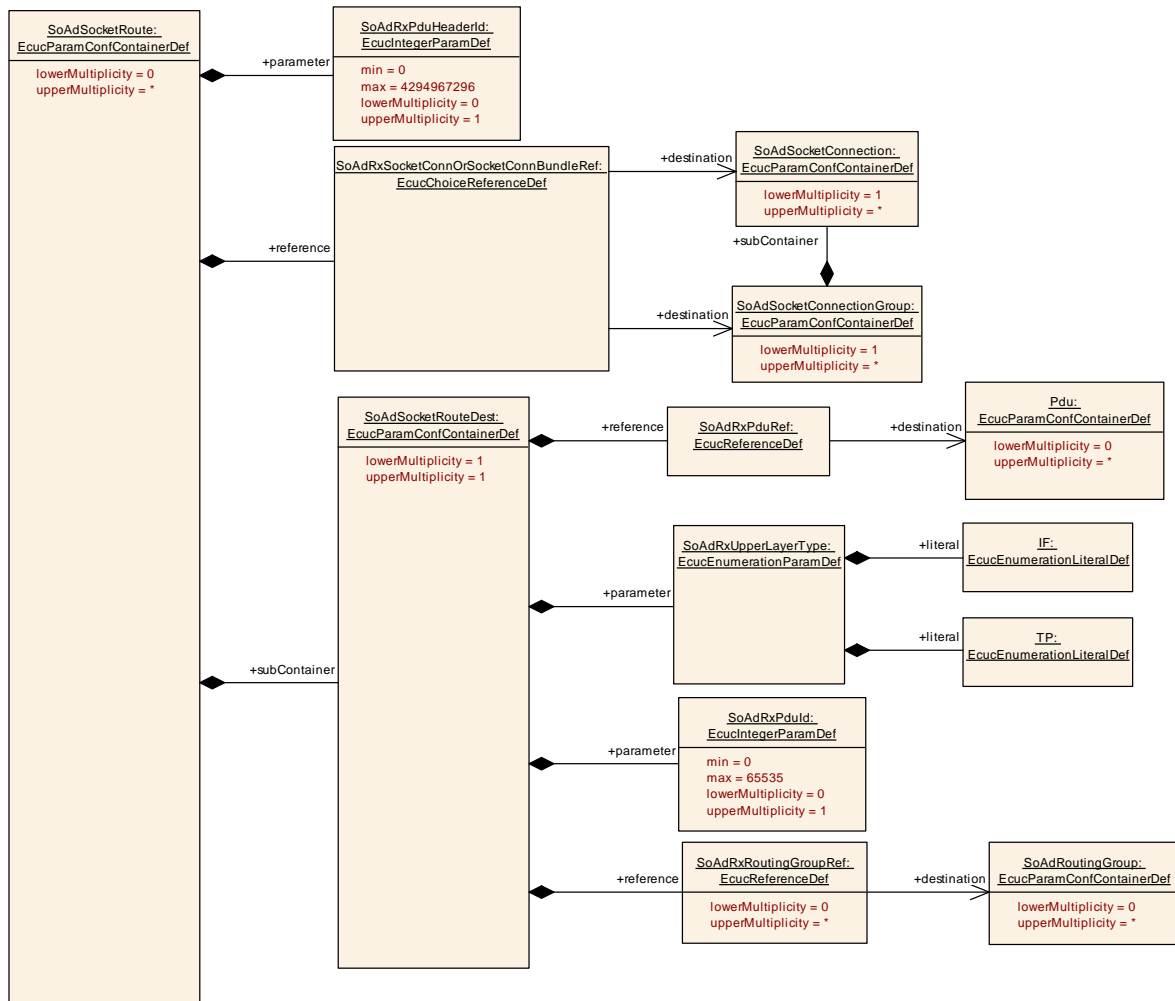 SoAdSocketRoute:
EcucParamConfContainerDef
lowerMultiplicity = 0
upperMultiplicity = *
+parameter
SoAdRxPduHeaderId:
EcucIntegerParamDef
min = 0
max = 4294967296
lowerMultiplicity = 0
upperMultiplicity = 1
+reference
SoAdRxSocketConnOrSocketConnBundleRef:
EcucChoiceReferenceDef
+destination
SoAdSocketConnection:
EcucParamConfContainerDef
lowerMultiplicity = 1
upperMultiplicity = *
+subContainer
+destination
SoAdSocketConnectionGroup:
EcucParamConfContainerDef
lowerMultiplicity = 1
upperMultiplicity = *
+subContainer
SoAdSocketRouteDest:
EcucParamConfContainerDef
lowerMultiplicity = 1
upperMultiplicity = 1
+reference
SoAdRxPduRef:
EcucReferenceDef
+destination
Pdu:
EcucParamConfContainerDef
lowerMultiplicity = 0
upperMultiplicity = *
+parameter
SoAdRxUpperLayerType:
EcucEnumerationParamDef
+literal
IF:
EcucEnumerationLiteralDef
+literal
TP:
EcucEnumerationLiteralDef
+parameter
SoAdRxPduId:
EcucIntegerParamDef
min = 0
max = 65535
lowerMultiplicity = 0
upperMultiplicity = 1
+reference
SoAdRxRoutingGroupRef:
EcucReferenceDef
lowerMultiplicity = 0
upperMultiplicity = *
+destination
SoAdRoutingGroup:
EcucParamConfContainerDef
lowerMultiplicity = 0
upperMultiplicity = *